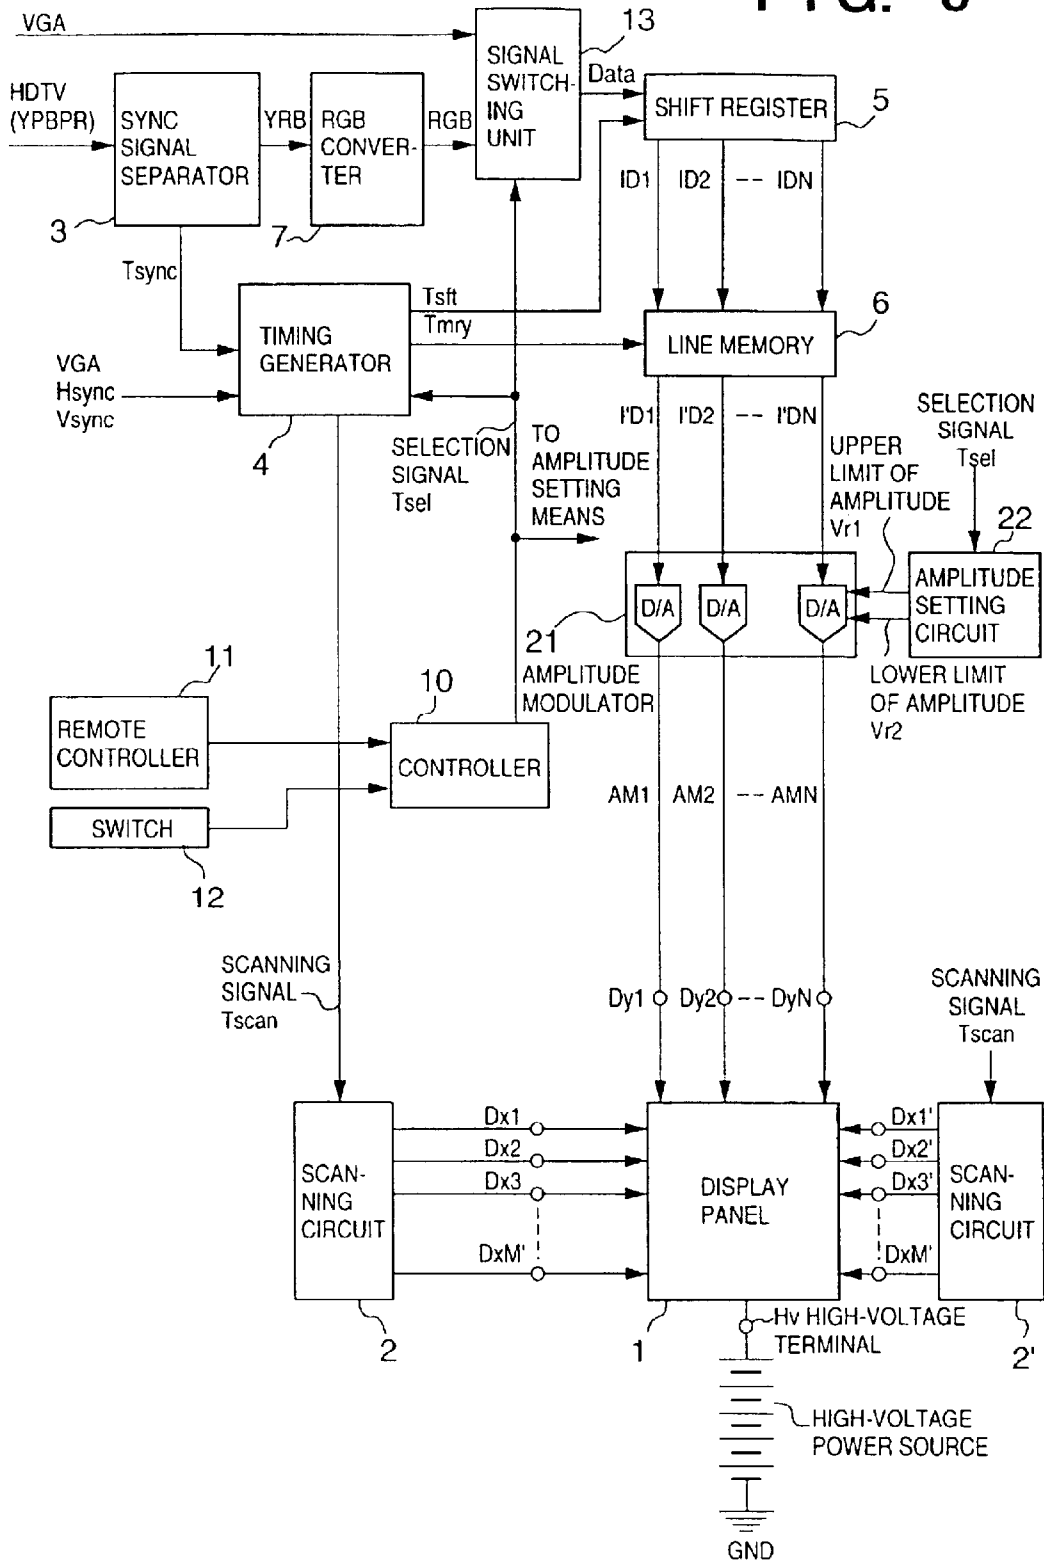 FIG.
VGA
13
SIGNAL
SWITCH-
ING
UNIT
Data
SHIFT REGISTER
5
HDTV
(YPBPR)
SYNC
SIGNAL
SEPARATOR
3
YRB
RGB
CONVER-
TER
7
RGB
ID1 ID2 -- IDN
Tsync
TIMING
GENERATOR
4
Tsft
Tmry
VGA
Hsync
Vsync
LINE MEMORY
6
SELECTION
SIGNAL
Tsel
TO
AMPLITUDE
SETTING
MEANS
I'D1 I'D2 -- I'DN
UPPER
LIMIT OF
AMPLITUDE
Vr1
SELECTION
SIGNAL
Tsel
22
AMPLITUDE
SETTING
CIRCUIT
D/A D/A D/A
21
AMPLITUDE
MODULATOR
LOWER LIMIT
OF AMPLITUDE
Vr2
11
REMOTE
CONTROLLER
10
CONTROLLER
SWITCH
12
AM1 AM2 -- AMN
SCANNING
SIGNAL
Tscan
Dy1 Dy2 -- DyN
SCANNING
SIGNAL
Tscan
SCAN-
NING
CIRCUIT
2
Dx1
Dx2
Dx3
DxM'
DISPLAY
PANEL
1
Dx1'
Dx2'
Dx3'
DxM'
SCAN-
NING
CIRCUIT
2'
Hv HIGH-VOLTAGE
TERMINAL
HIGH-VOLTAGE
POWER SOURCE
GND